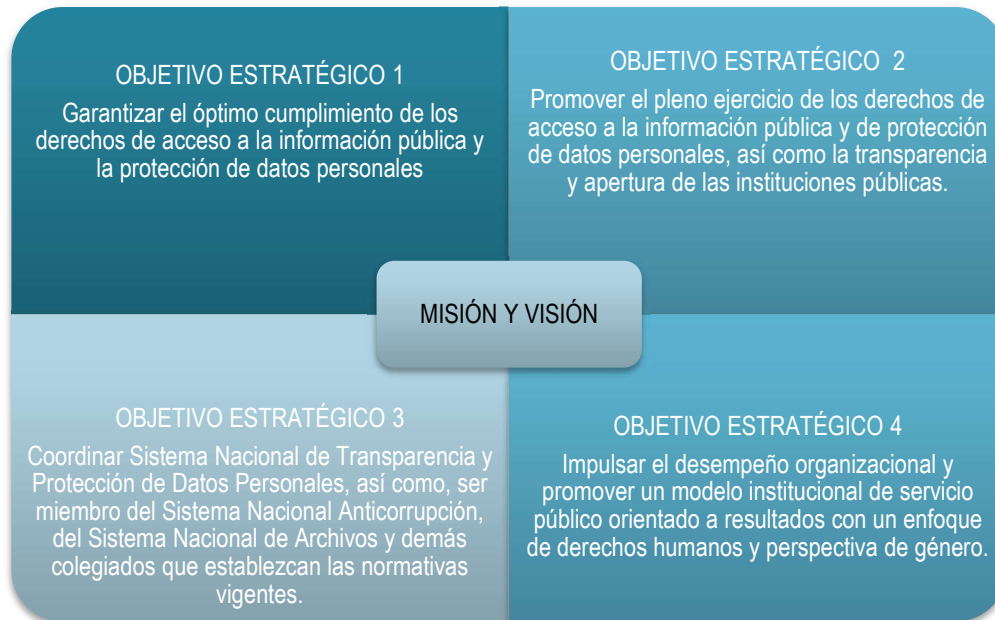 OBJETIVO ESTRATÉGICO 1
Garantizar el óptimo cumplimiento de los
derechos de acceso a la información pública y
la protección de datos personales
OBJETIVO ESTRATÉGICO 2
Promover el pleno ejercicio de los derechos de
acceso a la información pública y de protección
de datos personales, así como la transparencia
y apertura de las instituciones públicas.
MISIÓN Y VISIÓN
OBJETIVO ESTRATÉGICO 3
Coordinar Sistema Nacional de Transparencia y
Protección de Datos Personales, así como, ser
miembro del Sistema Nacional Anticorrupción,
del Sistema Nacional de Archivos y demás
colegiados que establezcan las normativas
vigentes.
OBJETIVO ESTRATÉGICO 4
Impulsar el desempeño organizacional y
promover un modelo institucional de servicio
público orientado a resultados con un enfoque
de derechos humanos y perspectiva de género.